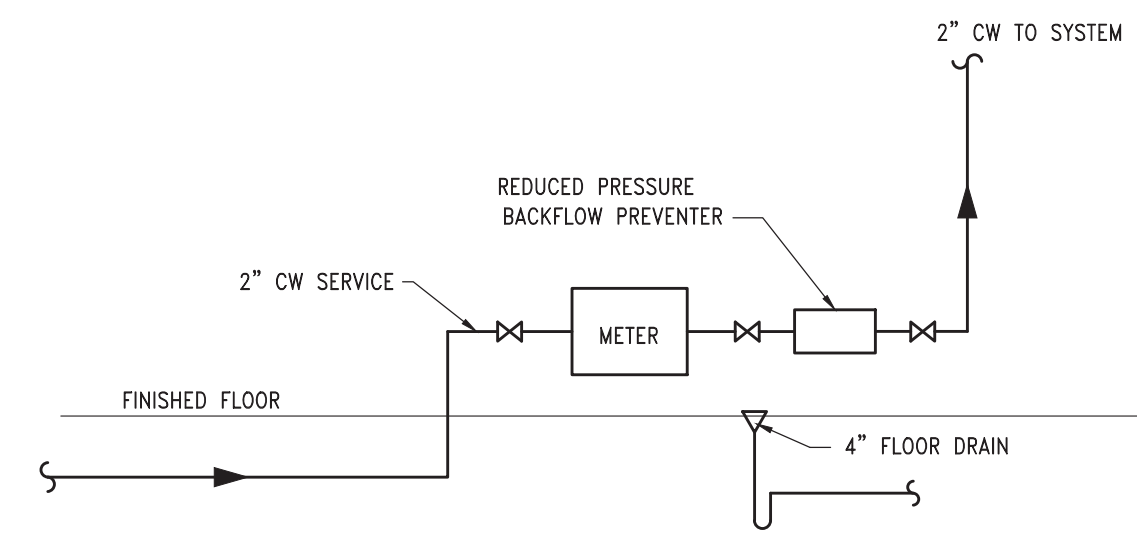 2” CW TO SYSTEM
REDUCED PRESSURE
BACKFLOW PREVENTER
2” CW SERVICE
METER
FINISHED FLOOR
4” FLOOR DRAIN